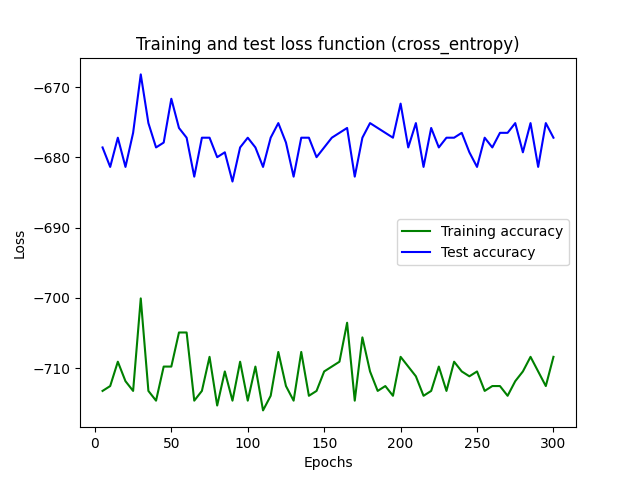 Training and test loss function (cross_entropy)
Loss
−670
−680
−690
−700
−710
Training accuracy
Test accuracy
0
50
100
150
200
250
300
Epochs